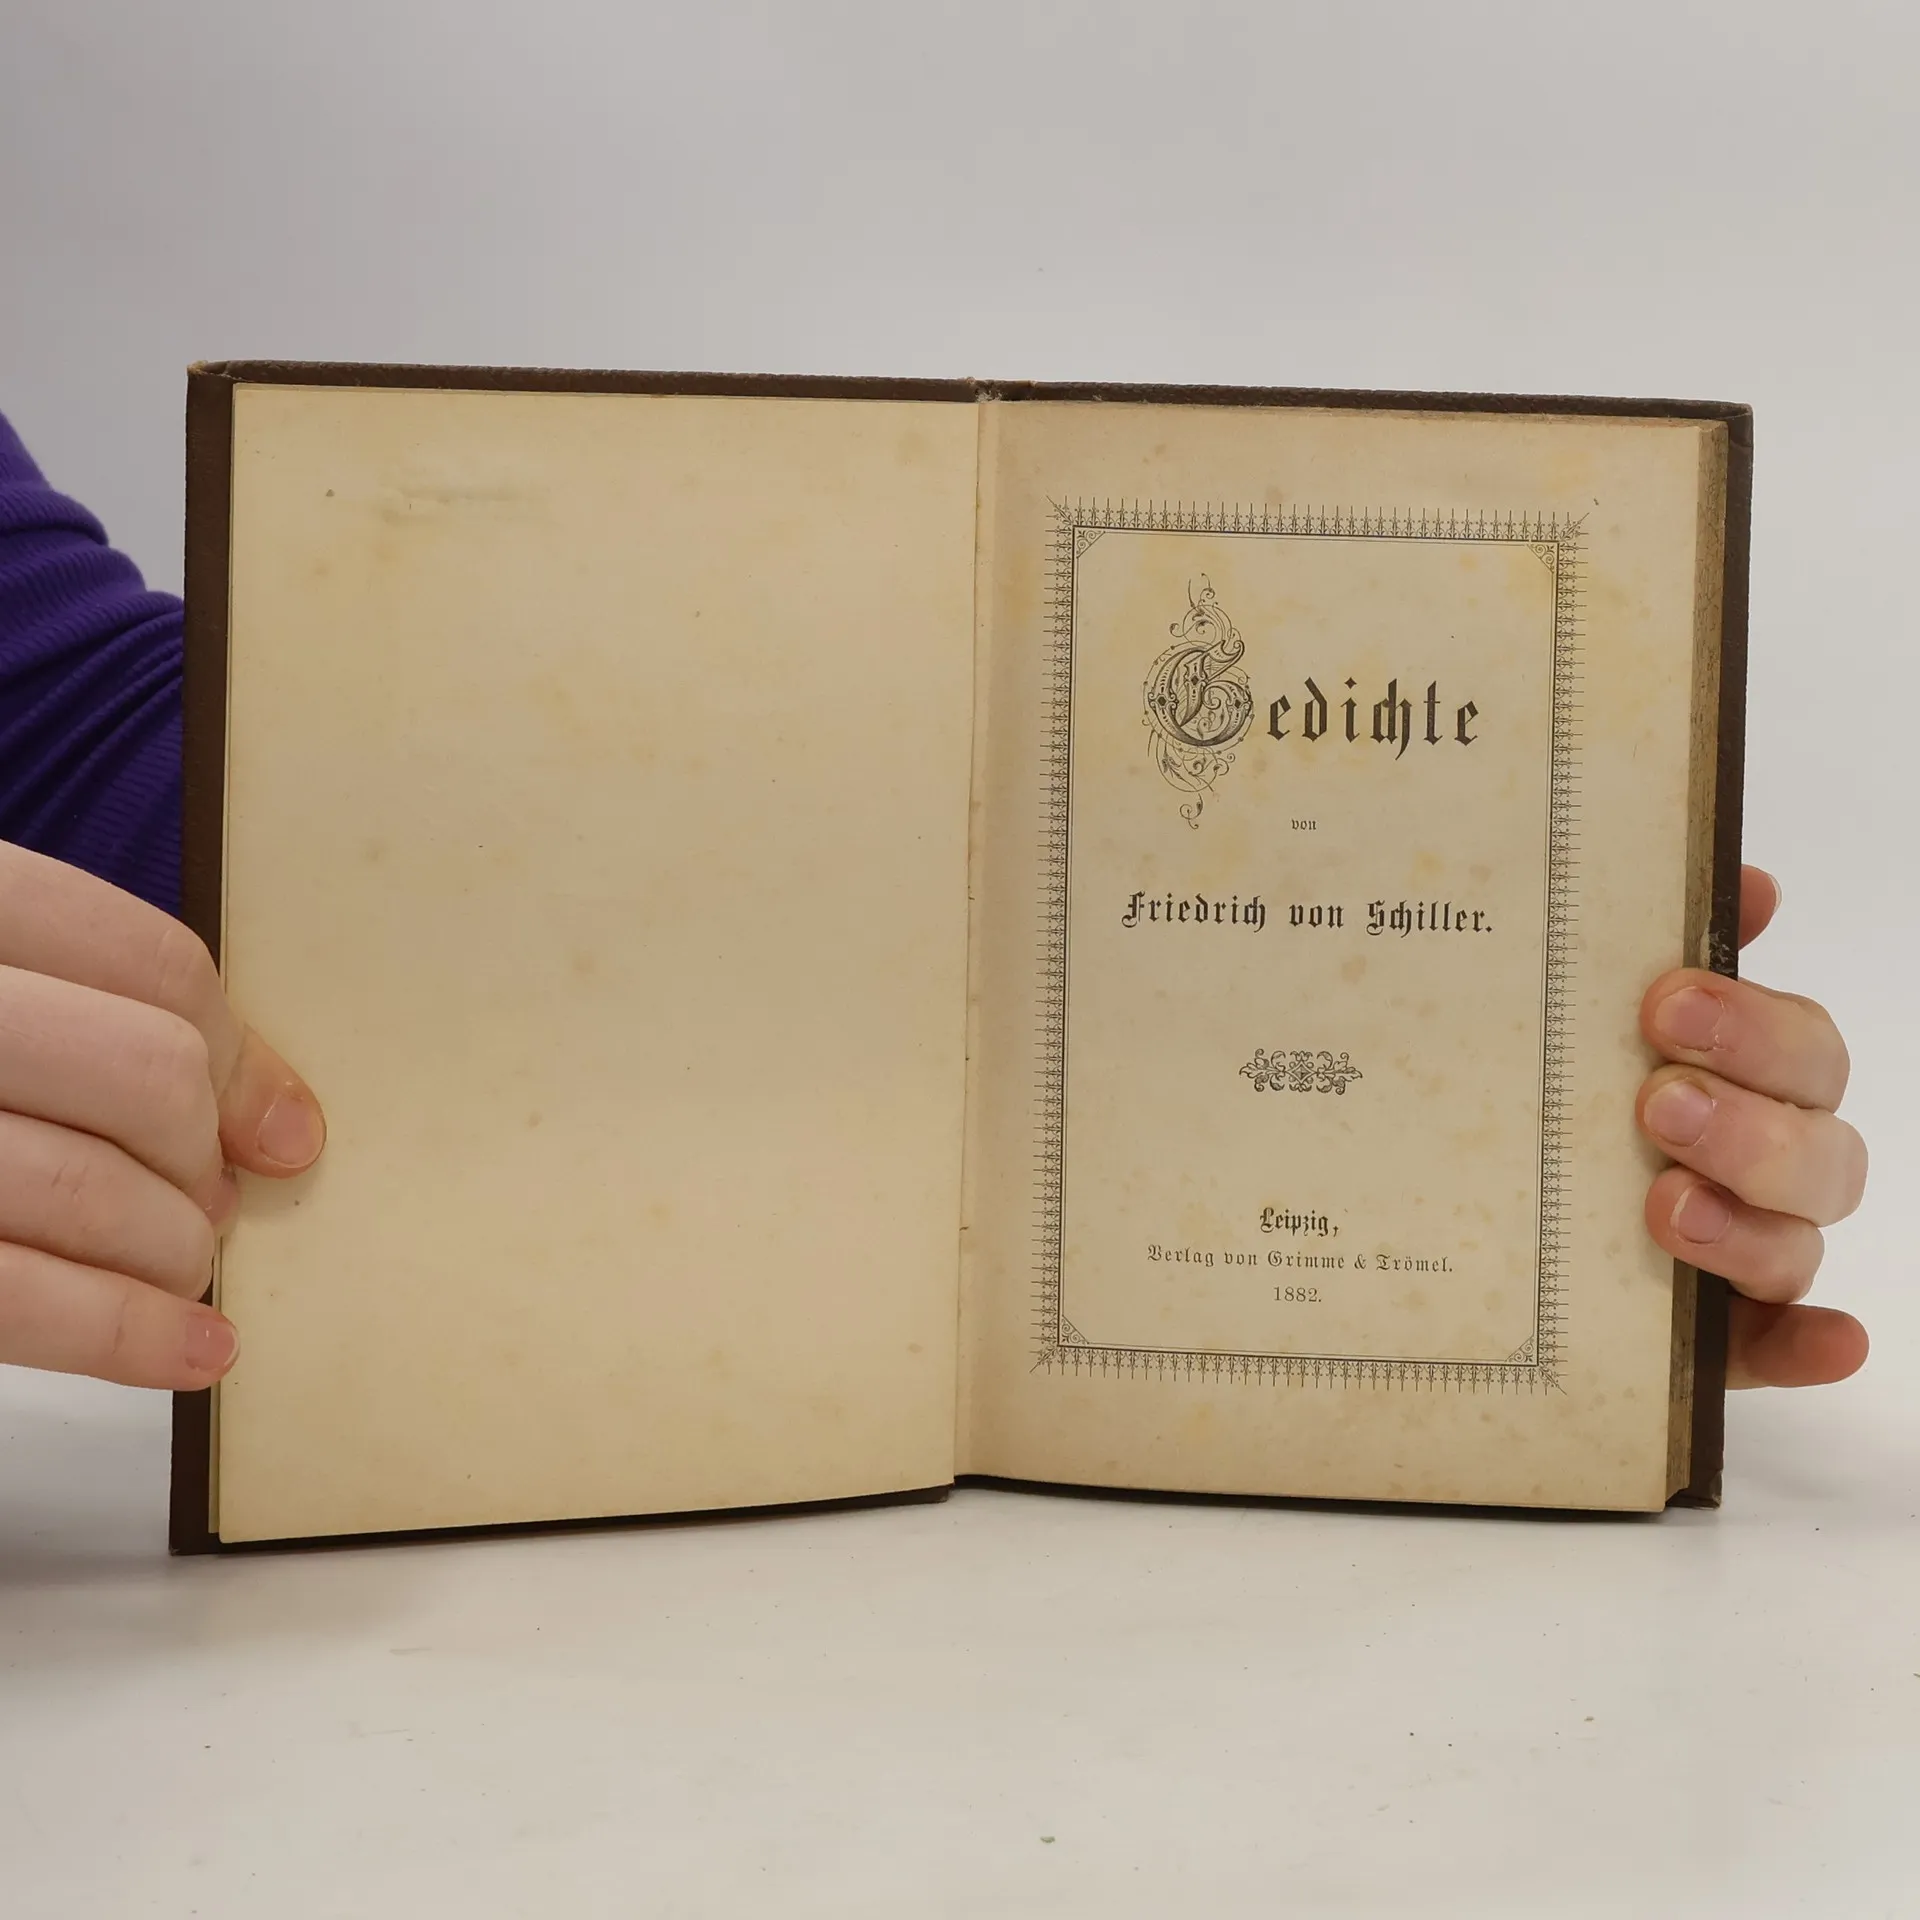 Gedichte
von
Friedrich von Schiller.
Leipzig,
Verlag von Grimme & Trömel.
1882.